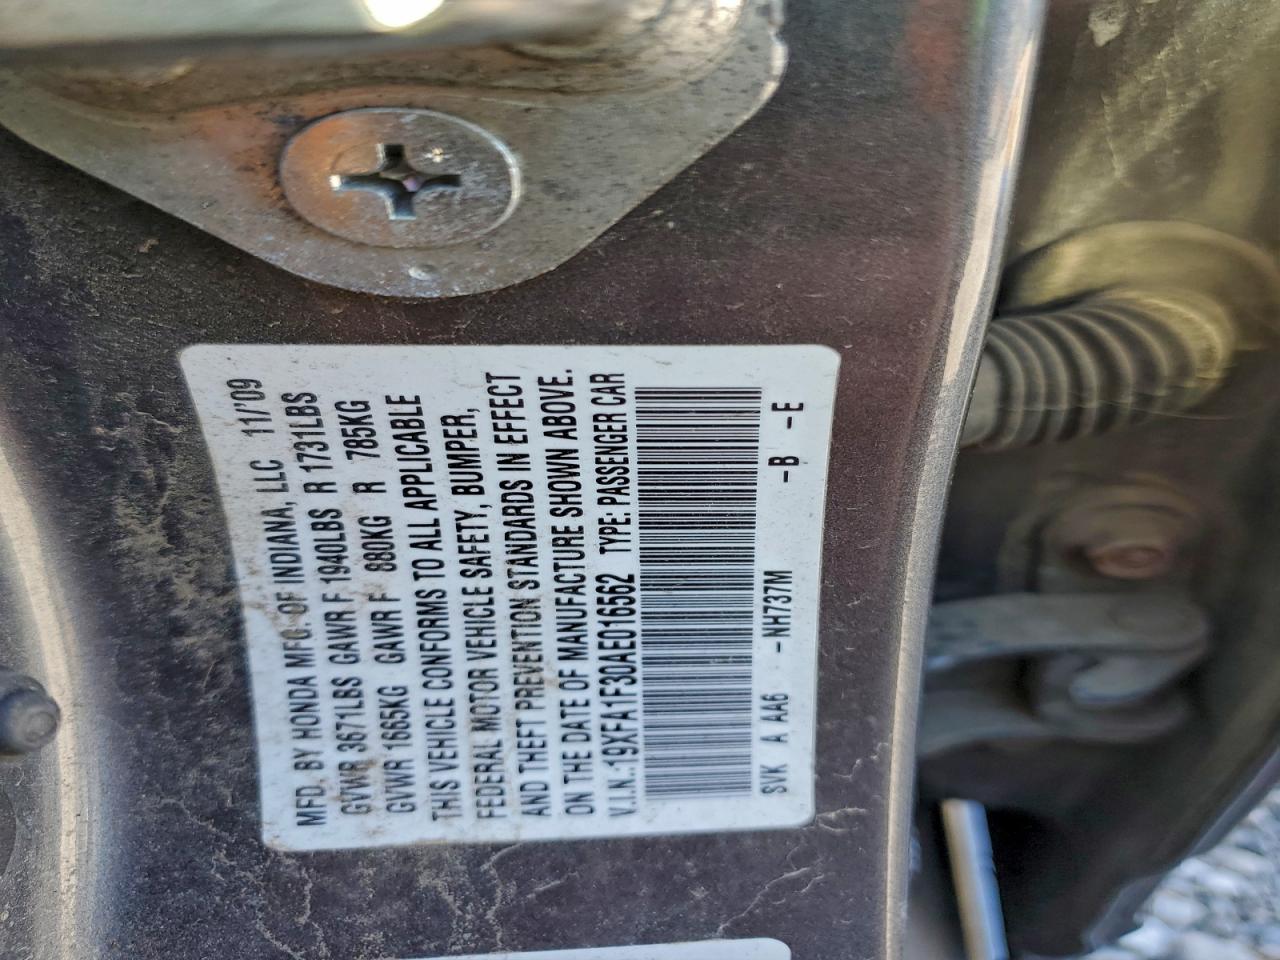 MFD. BY HONDA MFG OF INDIANA, LLC 11/'09
GVWR 3671LBS GAWR F 1940LBS R 1731LBS
GVWR 1665KG GAWR F 880KG R 785KG
THIS VEHICLE CONFORMS TO ALL APPLICABLE
FEDERAL MOTOR VEHICLE SAFETY, BUMPER,
AND THEFT PREVENTION STANDARDS IN EFFECT
ON THE DATE OF MANUFACTURE SHOWN ABOVE.
V.I.N.:19XFA1F30AE016562 TYPE: PASSENGER CAR
SVK A AA6 -NH737M -B -E